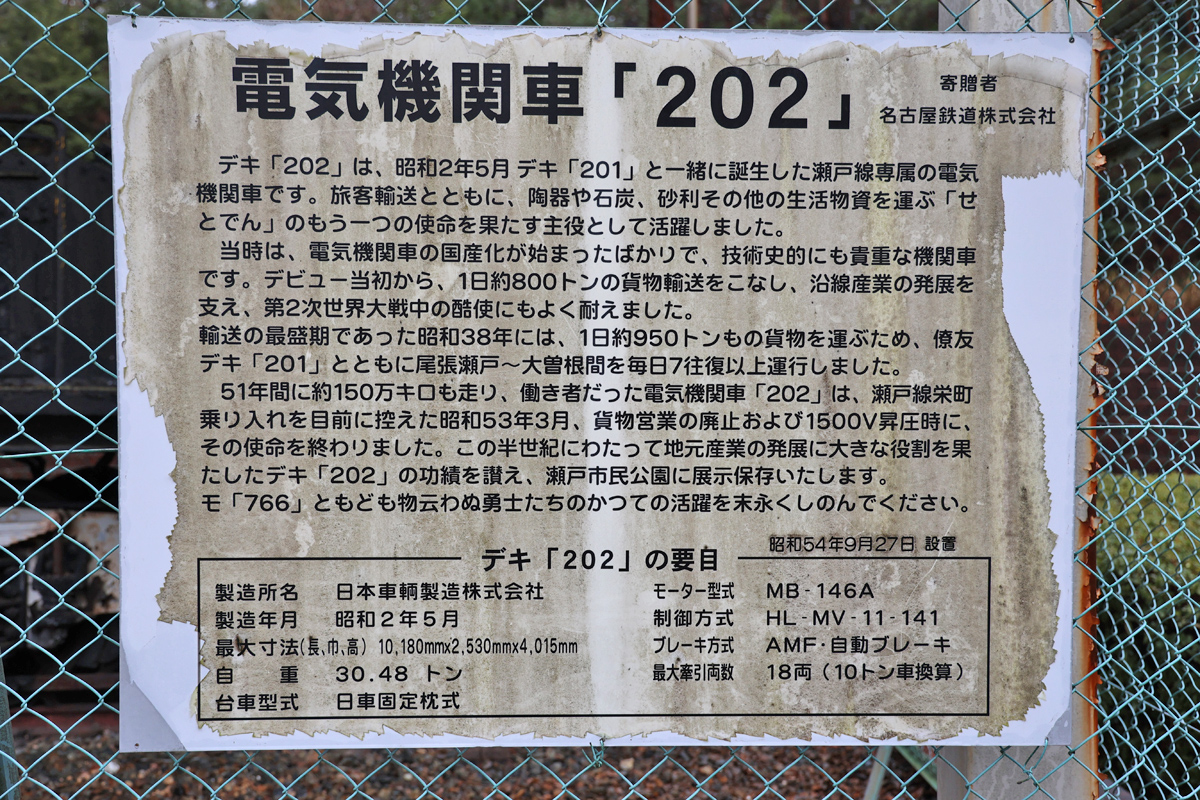 電気機関車「202」
寄贈者
名古屋鉄道株式会社
デキ「202」は、昭和2年5月 デキ「201」と一緒に誕生した瀬戸線専属の電気
機関車です。旅客輸送とともに、陶器や石炭、砂利その他の生活物資を運ぶ「せ
とでん」のもう一つの使命を果たす主役として活躍しました。
当時は、電気機関車の国産化が始まったばかりで、技術史的にも貴重な機関車
です。デビュー当初から、1日約800トンの貨物輸送をこなし、沿線産業の発展を
支え、第2次世界大戦中の酷使にもよく耐えました。
輸送の最盛期であった昭和38年には、1日約950トンもの貨物を運ぶため、僚友
デキ「201」とともに尾張瀬戸～大曽根間を毎日7往復以上運行しました。
51年間に約150万キロも走り、働き者だった電気機関車「202」は、瀬戸線栄町
乗り入れを目前に控えた昭和53年3月、貨物営業の廃止および1500V昇圧時に、
その使命を終わりました。この半世紀にわたって地元産業の発展に大きな役割を果
たしたデキ「202」の功績を讃え、瀬戸市民公園に展示保存いたします。
モ「766」ともども物云わぬ勇士たちのかつての活躍を末永くしのんでください。
昭和54年9月27日 設置
デキ「202」の要目
製造所名 日本車輌製造株式会社
製造年月 昭和2年5月
最大寸法(長、巾、高) 10,180mmx2,530mmx4,015mm
自 重 30.48 トン
台車型式 日車固定枕式
モーター型式 MB-146A
制御方式 HL-MV-11-141
ブレーキ方式 AMF·自動ブレーキ
最大牽引両数 18両(10トン車換算)